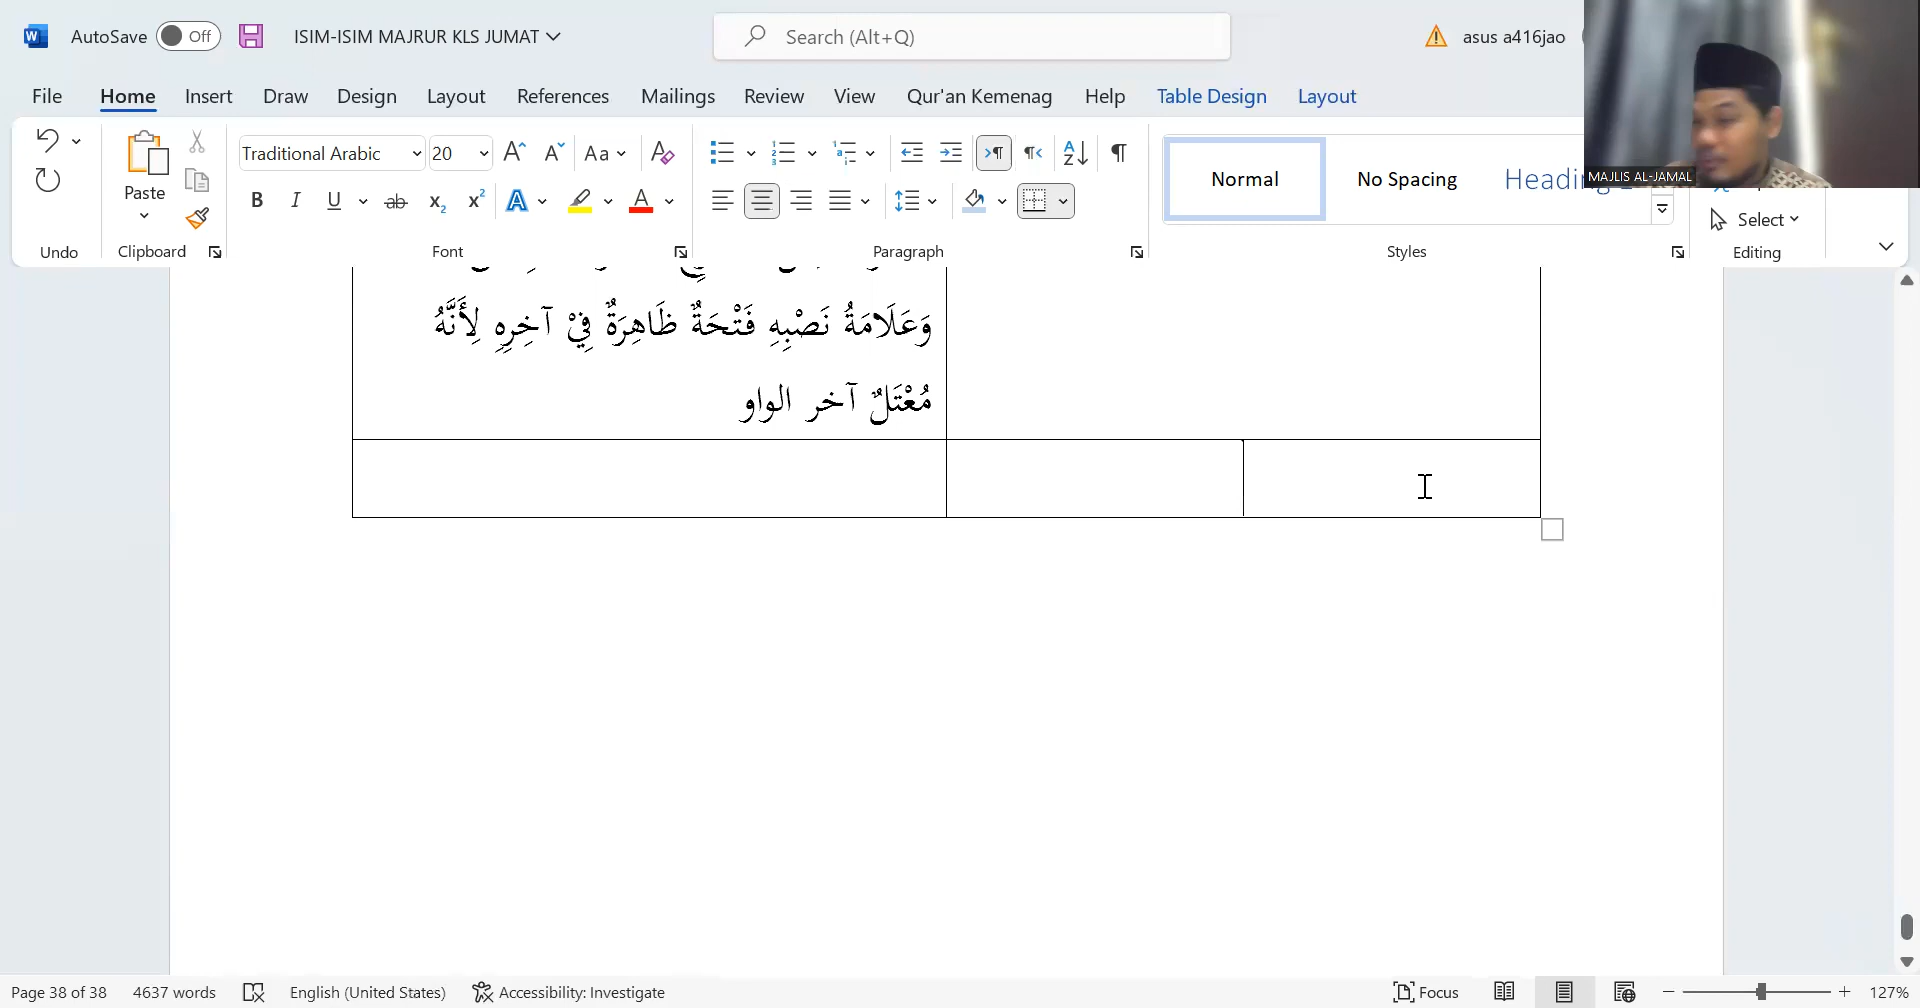 AutoSave Off ISIM-ISIM MAJRUR KLS JUMAT Search (Alt+Q) asus a416jao
MAJLIS AL-JAMAL
File Home Insert Draw Design Layout References Mailings Review View Qur'an Kemenag Help Table Design Layout
Paste
Traditional Arabic 20
Normal No Spacing
Select
Undo Clipboard Font Paragraph Styles Editing
وَعَلَامَةُ نَصْبِهِ فَتْحَةٌ ظَاهِرَةٌ فِيْ آخِرِهِ لِأَنَّهُ
مُعْتَلٌ آخر الواو
Page 38 of 38 4637 words English (United States) Accessibility: Investigate Focus 127%